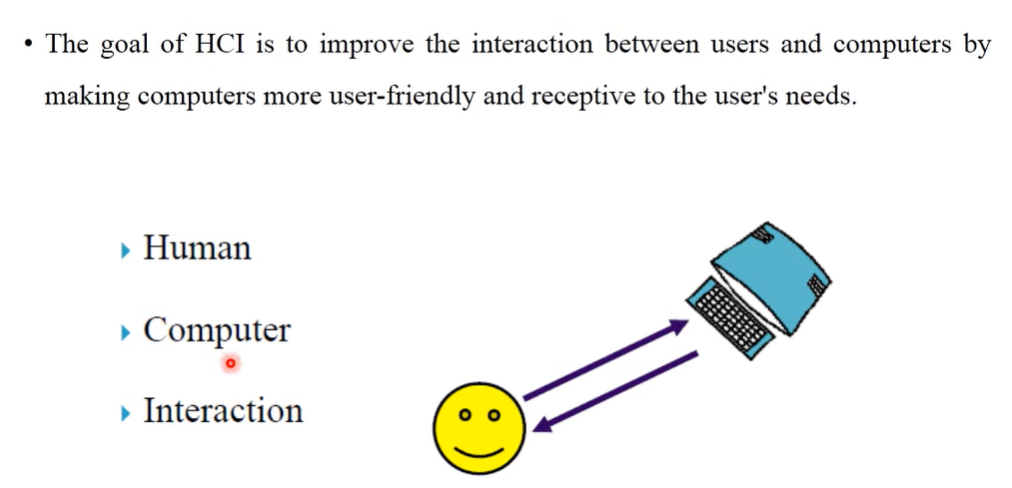 • The goal of HCI is to improve the interaction between users and computers by
making computers more user-friendly and receptive to the user's needs.
Human
Computer
Interaction